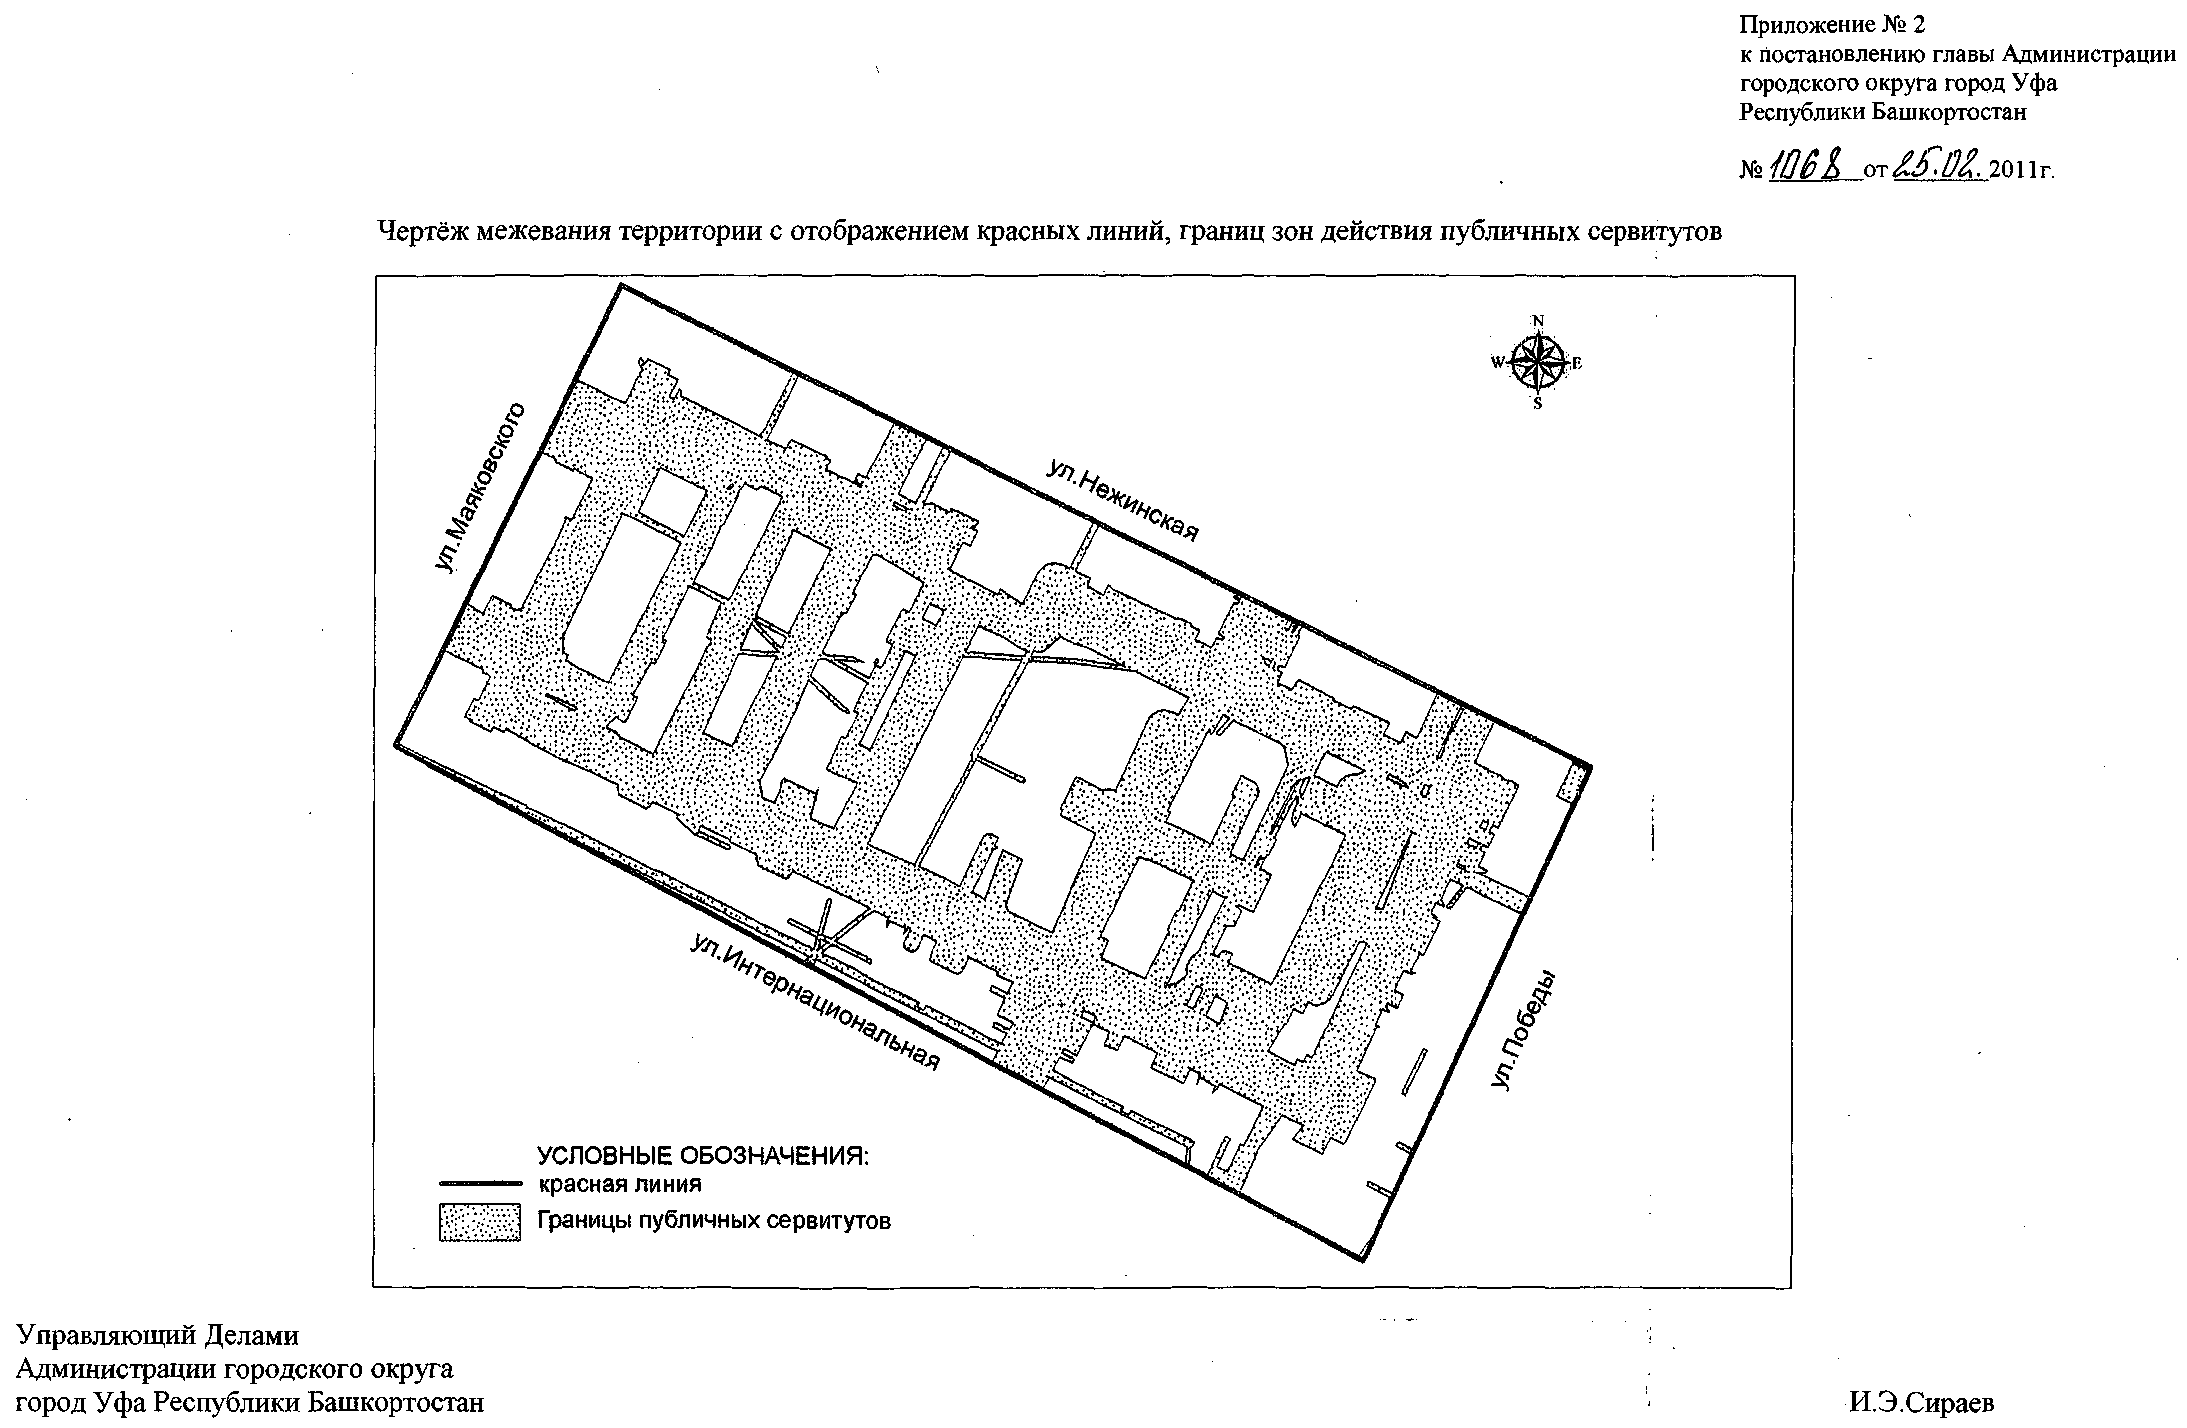 Приложение № 2
к постановлению главы Администрации
городского округа город Уфа
Республики Башкортостан
№ 1068 от 25.02. 2011г.
Чертёж межевания территории с отображением красных линий, границ зон действия публичных сервитутов
N
W E
S
ул.Маяковского
ул.Нежинская
ул.Интернациональная
ул.Победы
УСЛОВНЫЕ ОБОЗНАЧЕНИЯ:
красная линия
Границы публичных сервитутов
Управляющий Делами
Администрации городского округа
город Уфа Республики Башкортостан
И.Э.Сираев